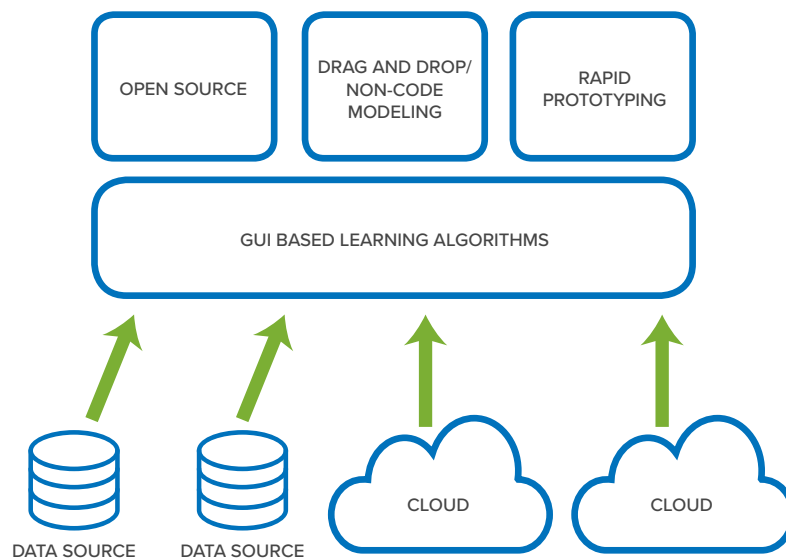 OPEN SOURCE
DRAG AND DROP/
NON-CODE
MODELING
RAPID
PROTOTYPING
GUI BASED LEARNING ALGORITHMS
CLOUD
CLOUD
DATA SOURCE
DATA SOURCE